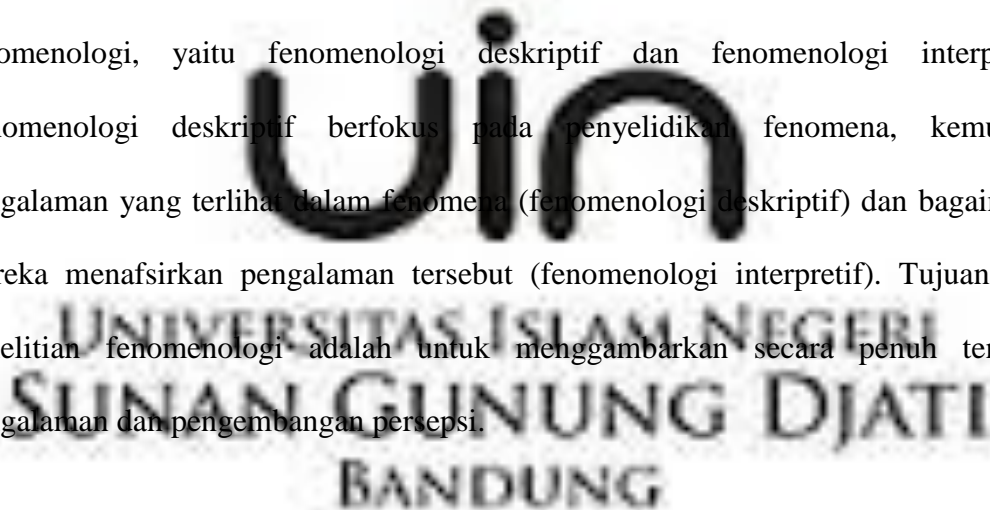 omenologi, yaitu fenomenologi deskriptif dan fenomenologi interp
omenologi deskriptif berfokus pada penyelidikan fenomena, kemu
galaman yang terlihat dalam fenomena (fenomenologi deskriptif) dan bagai
reka menafsirkan pengalaman tersebut (fenomenologi interpretif). Tujuan
elitian fenomenologi adalah untuk menggambarkan secara penuh ten
galaman dan pengembangan persepsi.
uin
UNIVERSITAS ISLAM NEGERI
SUNAN GUNUNG DJATI
BANDUNG